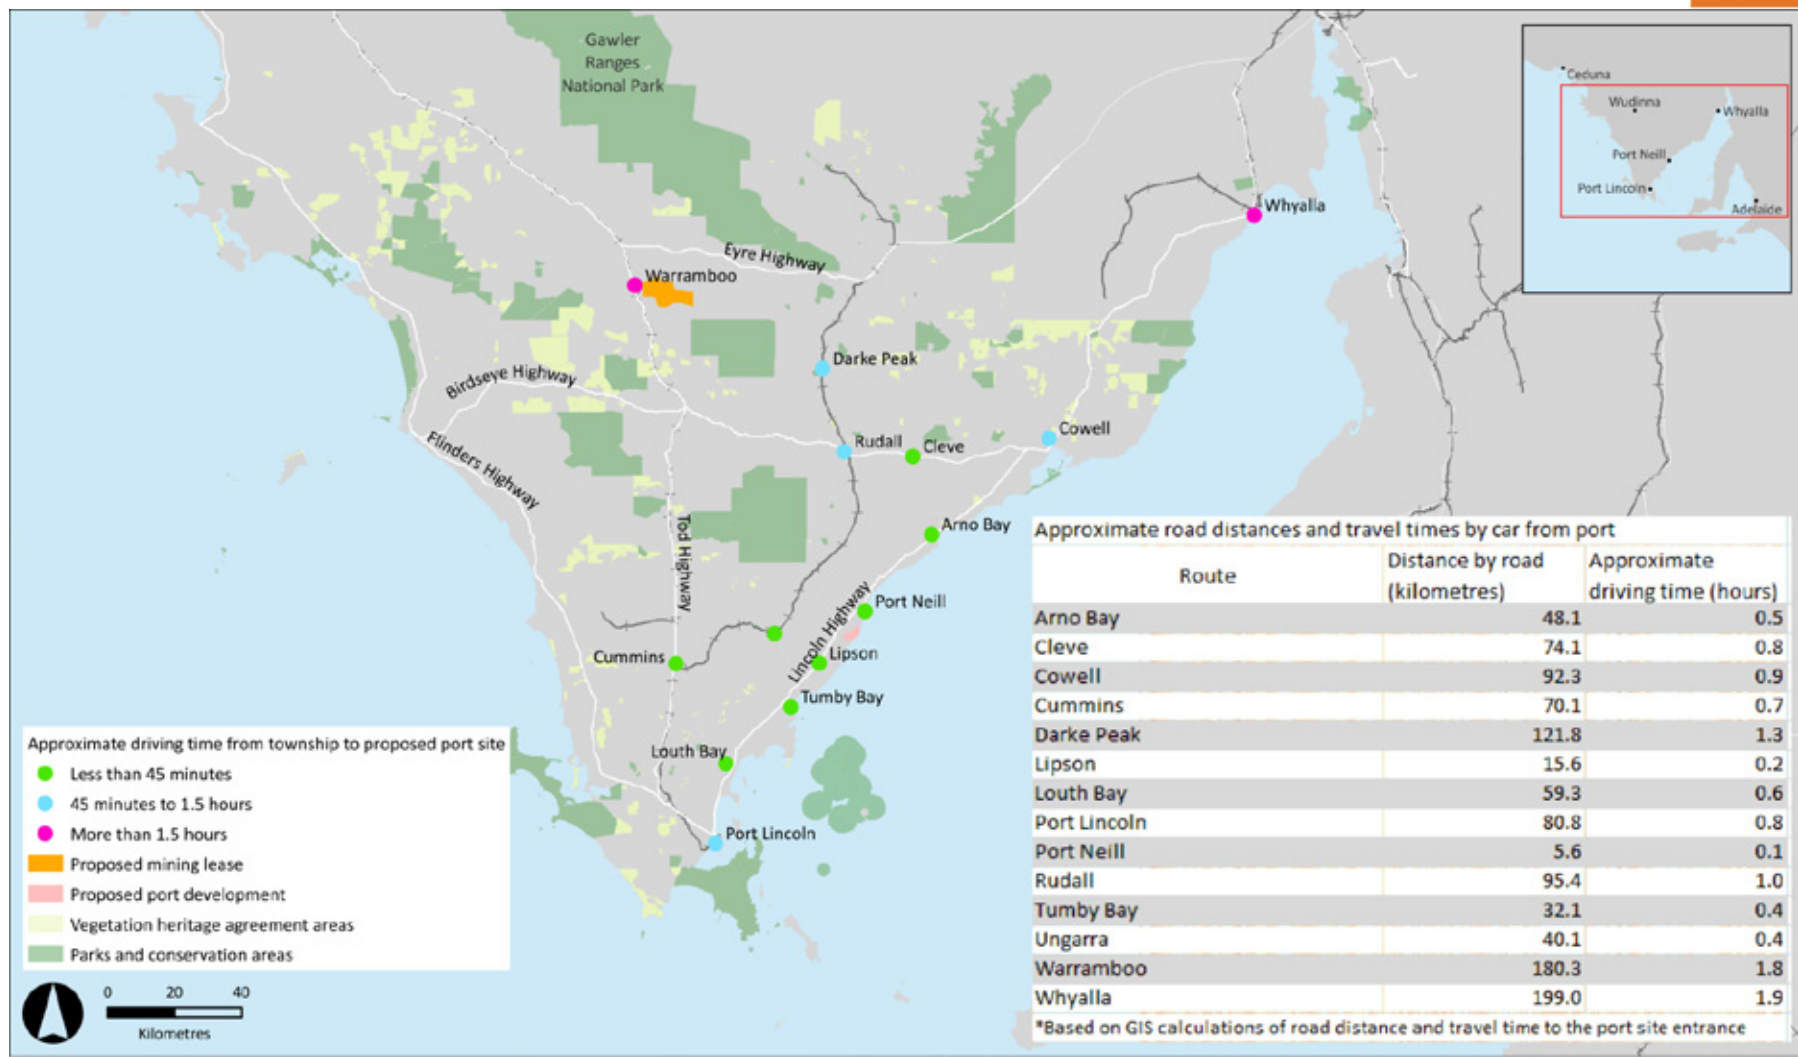 Gawler
Ranges
National Park
Ceduna
Wudinna
Whyalla
Port Neill
Port Lincoln
Adelaide
Whyalla
Eyre Highway
Warramboo
Darke Peak
Birdseye Highway
Flinders Highway
Rudall
Cleve
Cowell
Tod Highway
Arno Bay
Port Neill
Lincoln Highway
Cummins
Lipson
Tumby Bay
Louth Bay
Port Lincoln
Approximate driving time from township to proposed port site
Less than 45 minutes
45 minutes to 1.5 hours
More than 1.5 hours
Proposed mining lease
Proposed port development
Vegetation heritage agreement areas
Parks and conservation areas
0 20 40
Kilometres
Approximate road distances and travel times by car from port
Route Distance by road (kilometres) Approximate driving time (hours)
Arno Bay 48.1 0.5
Cleve 74.1 0.8
Cowell 92.3 0.9
Cummins 70.1 0.7
Darke Peak 121.8 1.3
Lipson 15.6 0.2
Louth Bay 59.3 0.6
Port Lincoln 80.8 0.8
Port Neill 5.6 0.1
Rudall 95.4 1.0
Tumby Bay 32.1 0.4
Ungarra 40.1 0.4
Warramboo 180.3 1.8
Whyalla 199.0 1.9
*Based on GIS calculations of road distance and travel time to the port site entrance